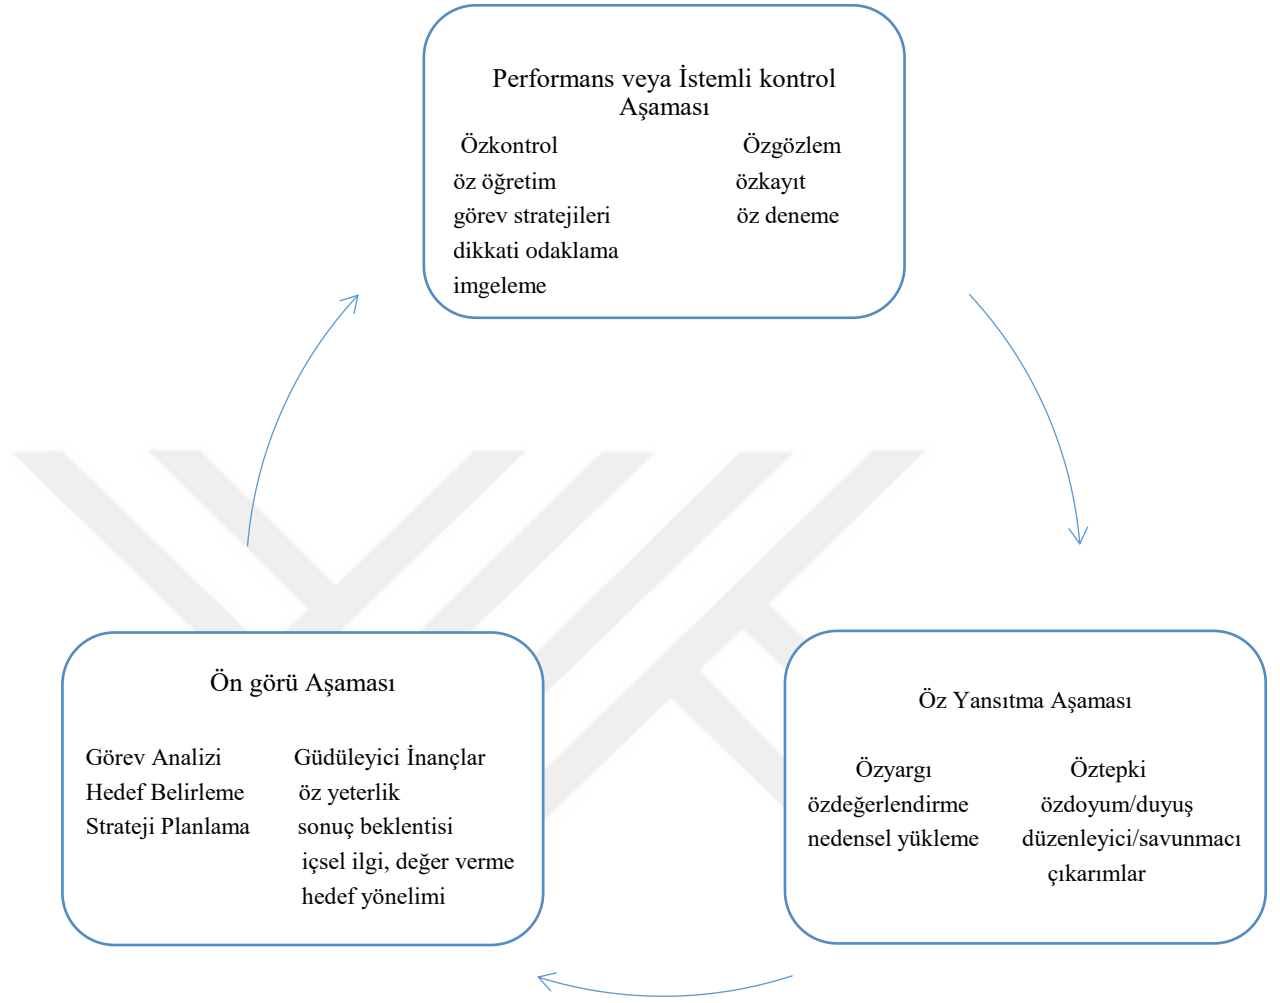 Performans veya İstemli kontrol
Aşaması
Özkontrol Özgözlem
öz öğretim özkayıt
görev stratejileri öz deneme
dikkati odaklama
imgeleme
Ön görü Aşaması
Görev Analizi Güdüleyici İnançlar
Hedef Belirleme öz yeterlik
Strateji Planlama sonuç beklentisi
içsel ilgi, değer verme
hedef yönelimi
Öz Yansıtma Aşaması
Özyargı Öztepki
özdeğerlendirme özdoyum/duyuş
nedensel yükleme düzenleyici/savunmacı
çıkarımlar